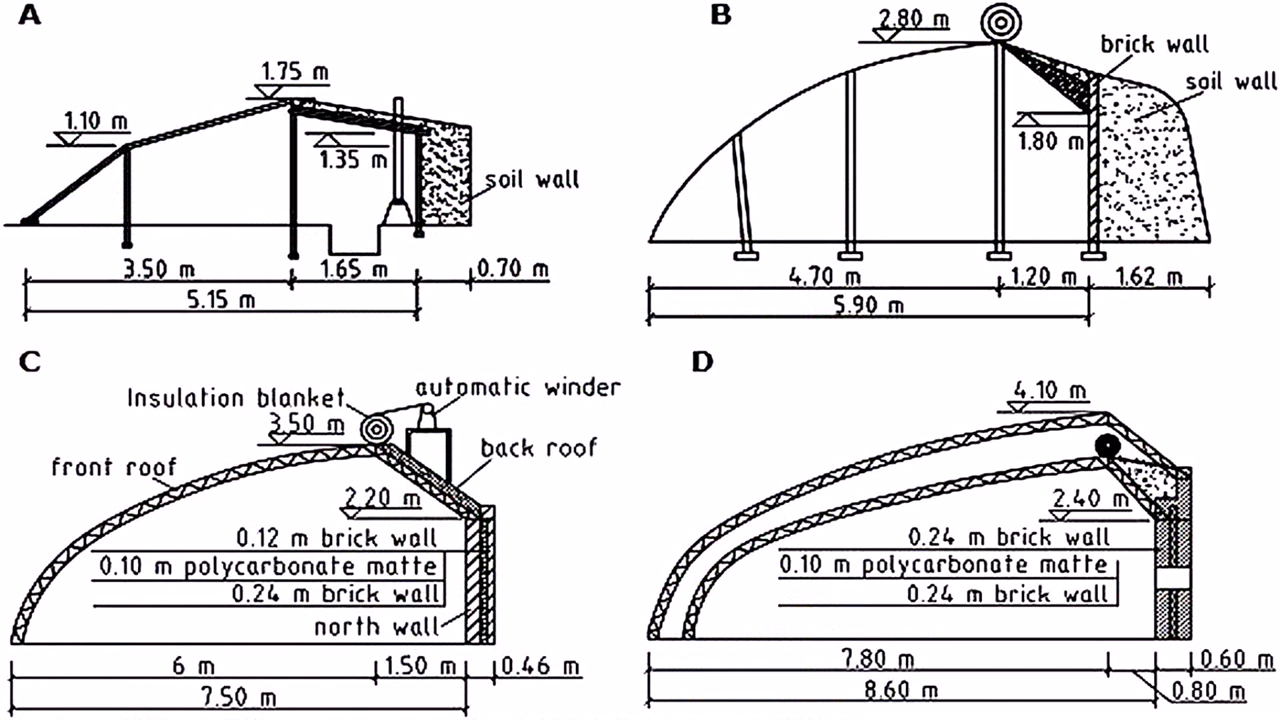 A
1.75 m
1.10 m
1.35 m
soil wall
3.50 m
1.65 m
0.70 m
5.15 m
B
2.80 m
brick wall
soil wall
1.80 m
4.70 m
1.20 m
1.62 m
5.90 m
C
Insulation blanket
automatic winder
3.50 m
back roof
front roof
2.20 m
0.12 m brick wall
0.10 m polycarbonate matte
0.24 m brick wall
north wall
6 m
1.50 m
0.46 m
7.50 m
D
4.10 m
2.40 m
0.24 m brick wall
0.10 m polycarbonate matte
0.24 m brick wall
7.80 m
0.60 m
8.60 m
0.80 m